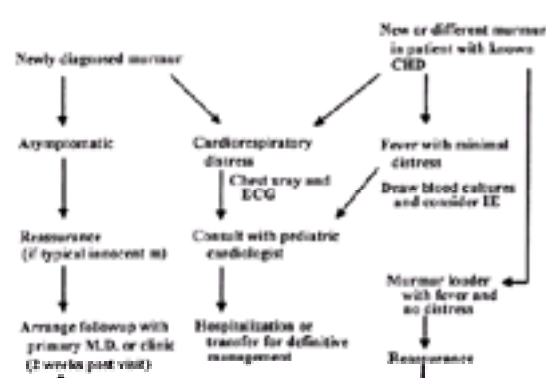 New or different murmur
in patient with known
CHD
Newly diagnosed murmur
Asymptomatic
Cardiorespiratory
distress
Fever with minimal
distress
Chest xray and
ECG
Draw blood cultures
and consider IE
Reassurance
(if typical innocent m)
Consult with pediatric
cardiologist
Murmur louder
with fever and
no distress
Arrange followup with
primary M.D. or clinic
(2 weeks post visit)
Hospitalization or
transfer for definitive
management
Reassurance